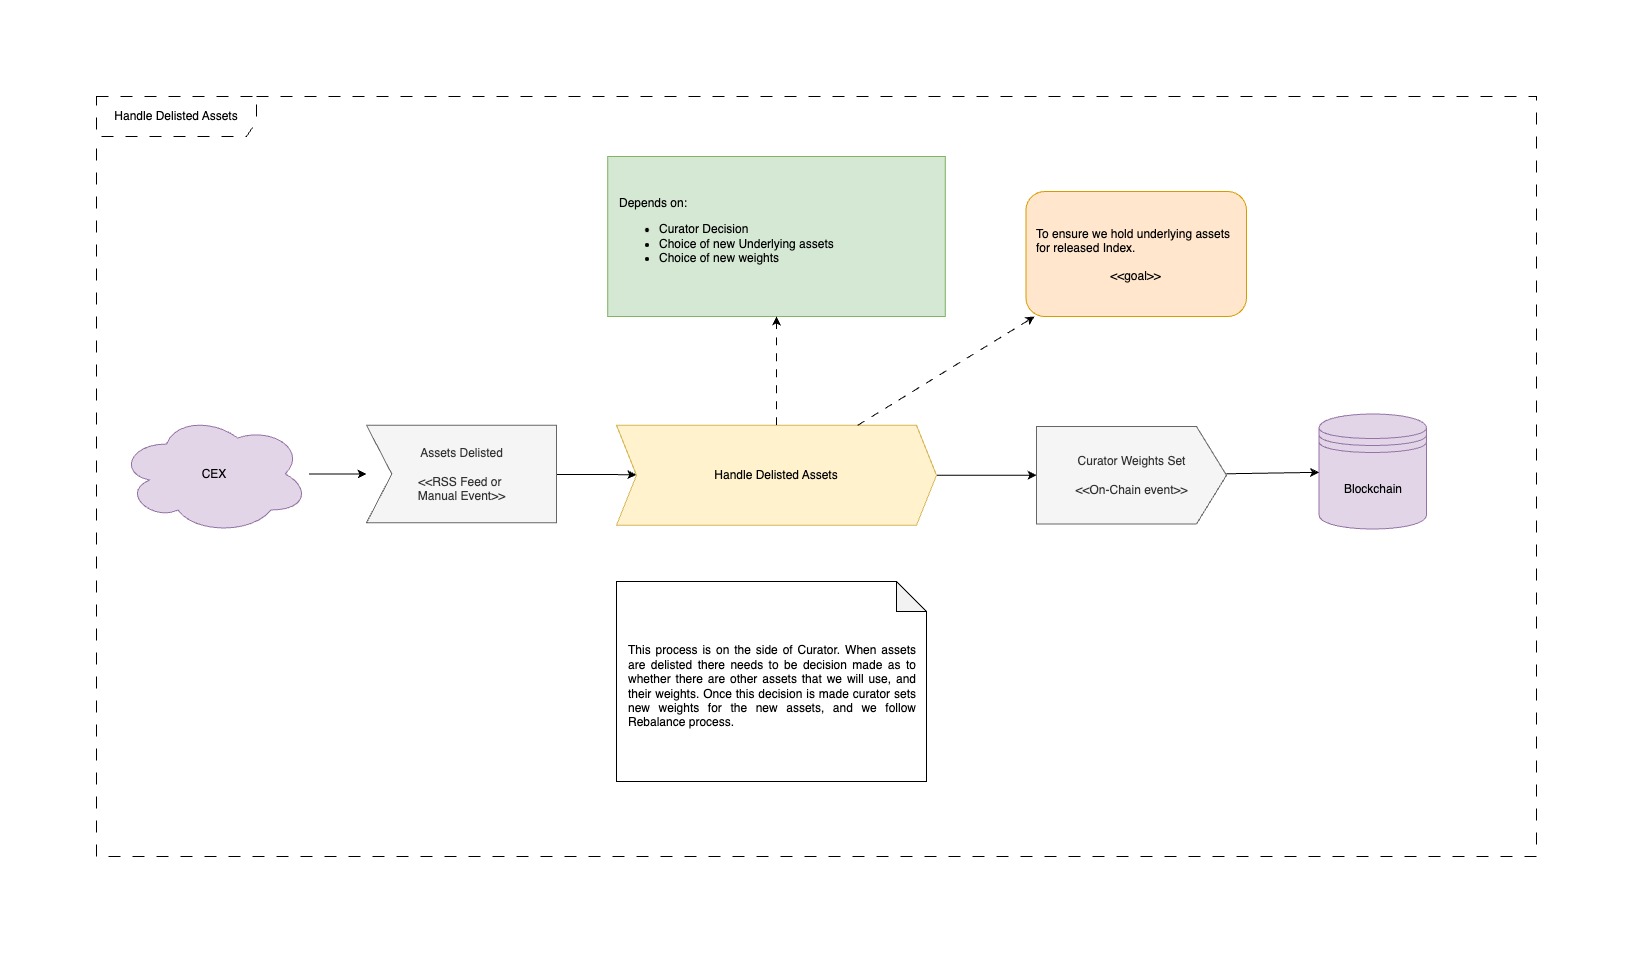 Handle Delisted Assets
Depends on:
Curator Decision
Choice of new Underlying assets
Choice of new weights
To ensure we hold underlying assets
for released Index.
<<goal>>
CEX
Assets Delisted
<<RSS Feed or
Manual Event>>
Handle Delisted Assets
Curator Weights Set
<<On-Chain event>>
Blockchain
This process is on the side of Curator. When assets
are delisted there needs to be decision made as to
whether there are other assets that we will use, and
their weights. Once this decision is made curator sets
new weights for the new assets, and we follow
Rebalance process.